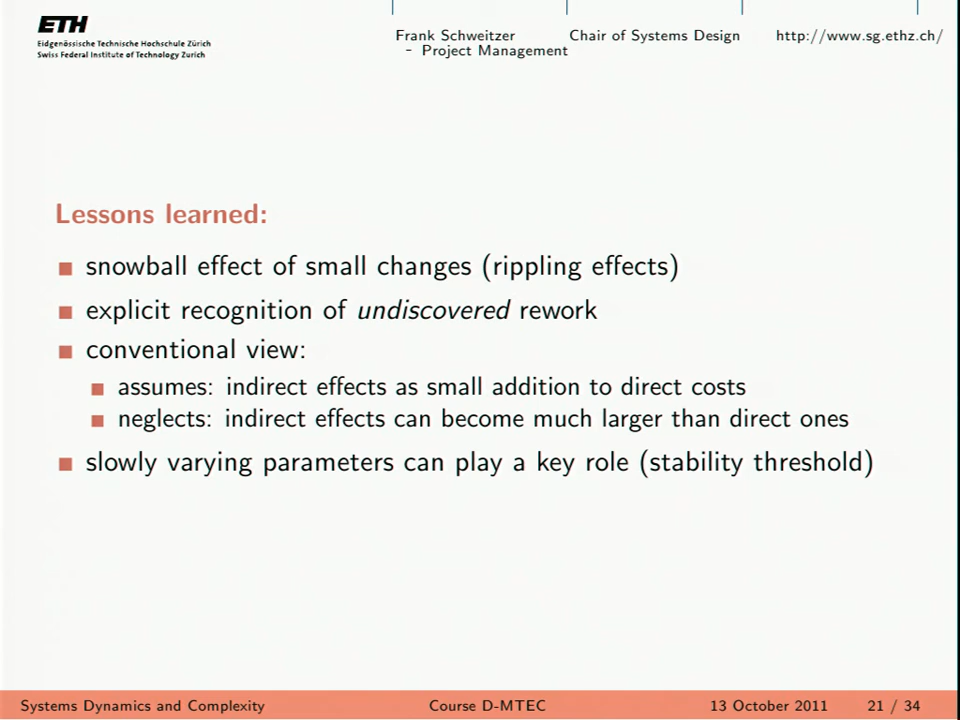 ETH
Eidgenössische Technische Hochschule Zürich
Swiss Federal Institute of Technology Zurich
Frank Schweitzer Chair of Systems Design http://www.sg.ethz.ch/
- Project Management
Lessons learned:
snowball effect of small changes (rippling effects)
explicit recognition of undiscovered rework
conventional view:
assumes: indirect effects as small addition to direct costs
neglects: indirect effects can become much larger than direct ones
slowly varying parameters can play a key role (stability threshold)
Systems Dynamics and Complexity Course D-MTEC 13 October 2011 21 / 34